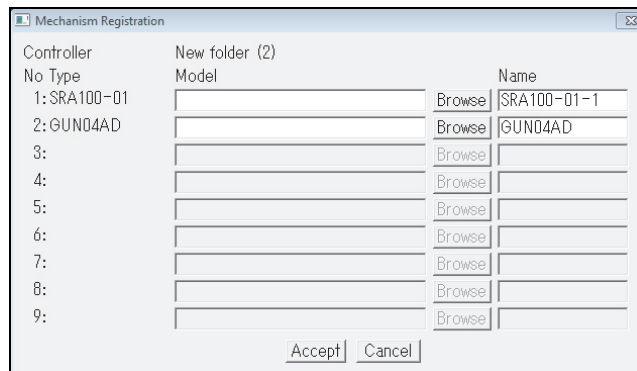 Mechanism Registration
Controller New folder (2)
No Type Model Name
1: SRA100-01 Browse SRA100-01-1
2: GUN04AD Browse GUN04AD
3: Browse
4: Browse
5: Browse
6: Browse
7: Browse
8: Browse
9: Browse
Accept Cancel